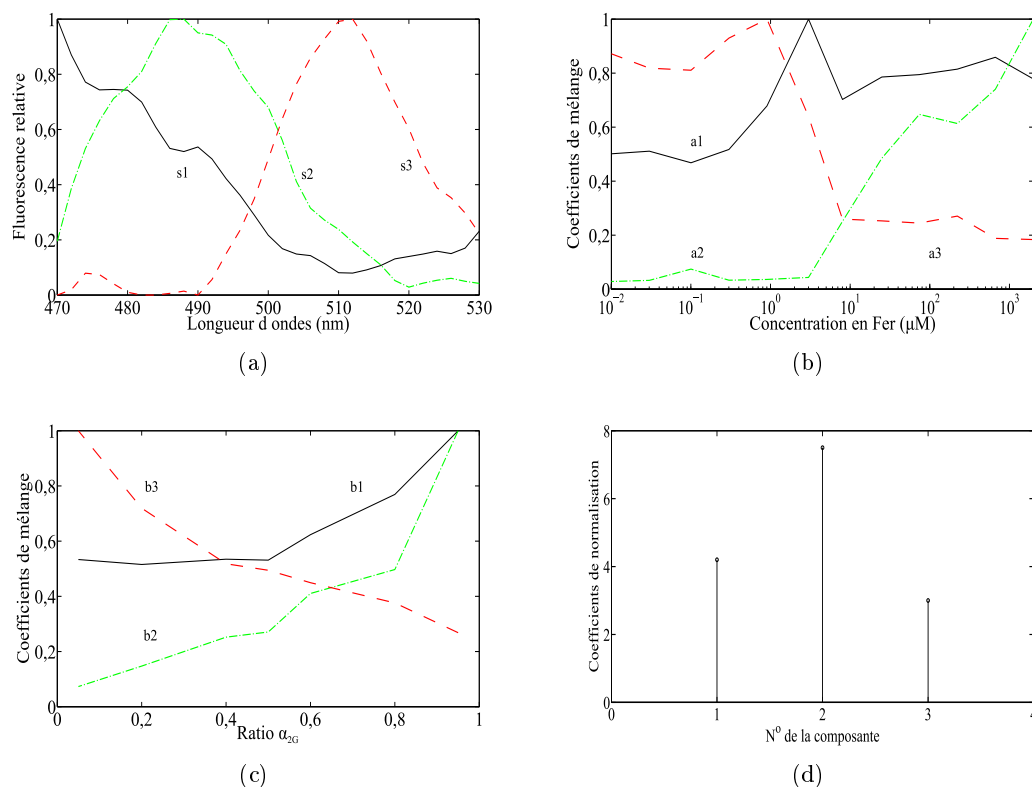 1
0,8
0,6
0,4
0,2
0
Fluorescence relative
s1
s2
s3
470 480 490 500 510 520 530
Longueur d ondes (nm)
(a)
1
0,8
0,6
0,4
0,2
0
Coefficients de mélange
a1
a2
a3
10⁻² 10⁻¹ 10⁰ 10¹ 10² 10³
Concentration en Fer (μM)
(b)
1
0,8
0,6
0,4
0,2
0
Coefficients de mélange
b3
b1
b2
0 0,2 0,4 0,6 0,8 1
Ratio α₂G
(c)
8
6
4
2
0
Coefficients de normalisation
0 1 2 3 4
Nᵒ de la composante
(d)